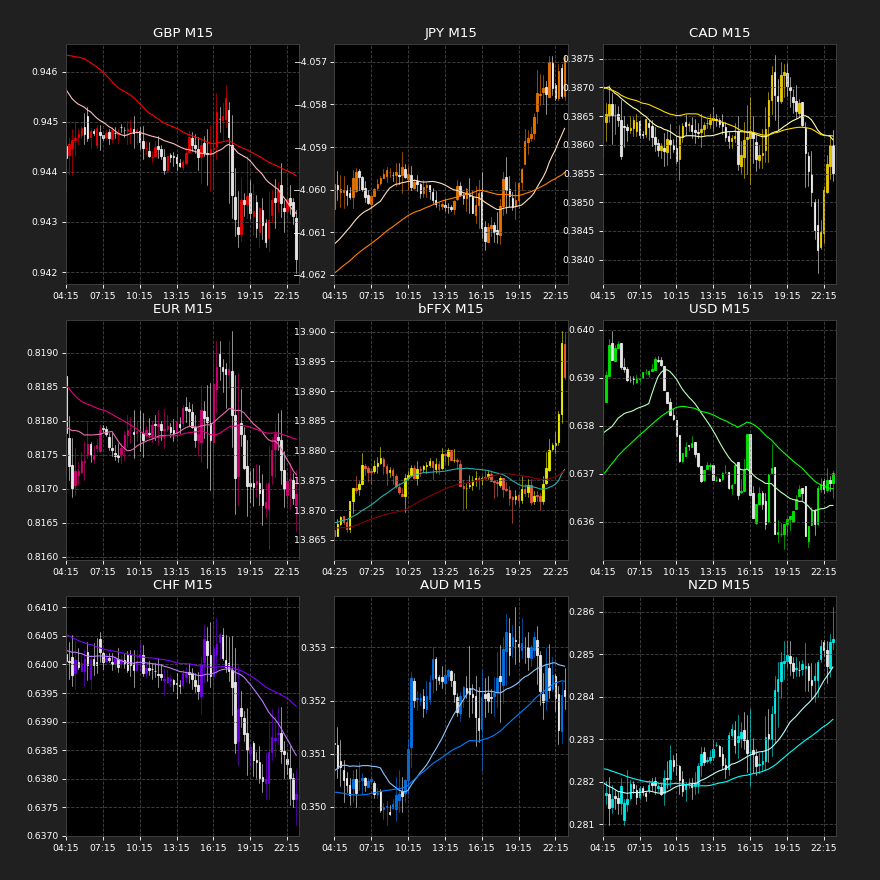 GBP M15 JPY M15 CAD M15
0.946 0.945 0.944 0.943 0.942
−4.057 −4.058 −4.059 −4.060 −4.061 −4.062
0.3875 0.3870 0.3865 0.3860 0.3855 0.3850 0.3845 0.3840
04:15 07:15 10:15 13:15 16:15 19:15 22:15 04:15 07:15 10:15 13:15 16:15 19:15 22:15 04:15 07:15 10:15 13:15 16:15 19:15 22:15
EUR M15 bFFX M15 USD M15
0.8190 0.8185 0.8180 0.8175 0.8170 0.8165 0.8160
13.900 13.895 13.890 13.885 13.880 13.875 13.870 13.865
0.640 0.639 0.638 0.637 0.636
04:15 07:15 10:15 13:15 16:15 19:15 22:15 04:25 07:25 10:25 13:25 16:25 19:25 22:25 04:15 07:15 10:15 13:15 16:15 19:15 22:15
CHF M15 AUD M15 NZD M15
0.6410 0.6405 0.6400 0.6395 0.6390 0.6385 0.6380 0.6375 0.6370
0.353 0.352 0.351 0.350
0.286 0.285 0.284 0.283 0.282 0.281
04:15 07:15 10:15 13:15 16:15 19:15 22:15 04:15 07:15 10:15 13:15 16:15 19:15 22:15 04:15 07:15 10:15 13:15 16:15 19:15 22:15